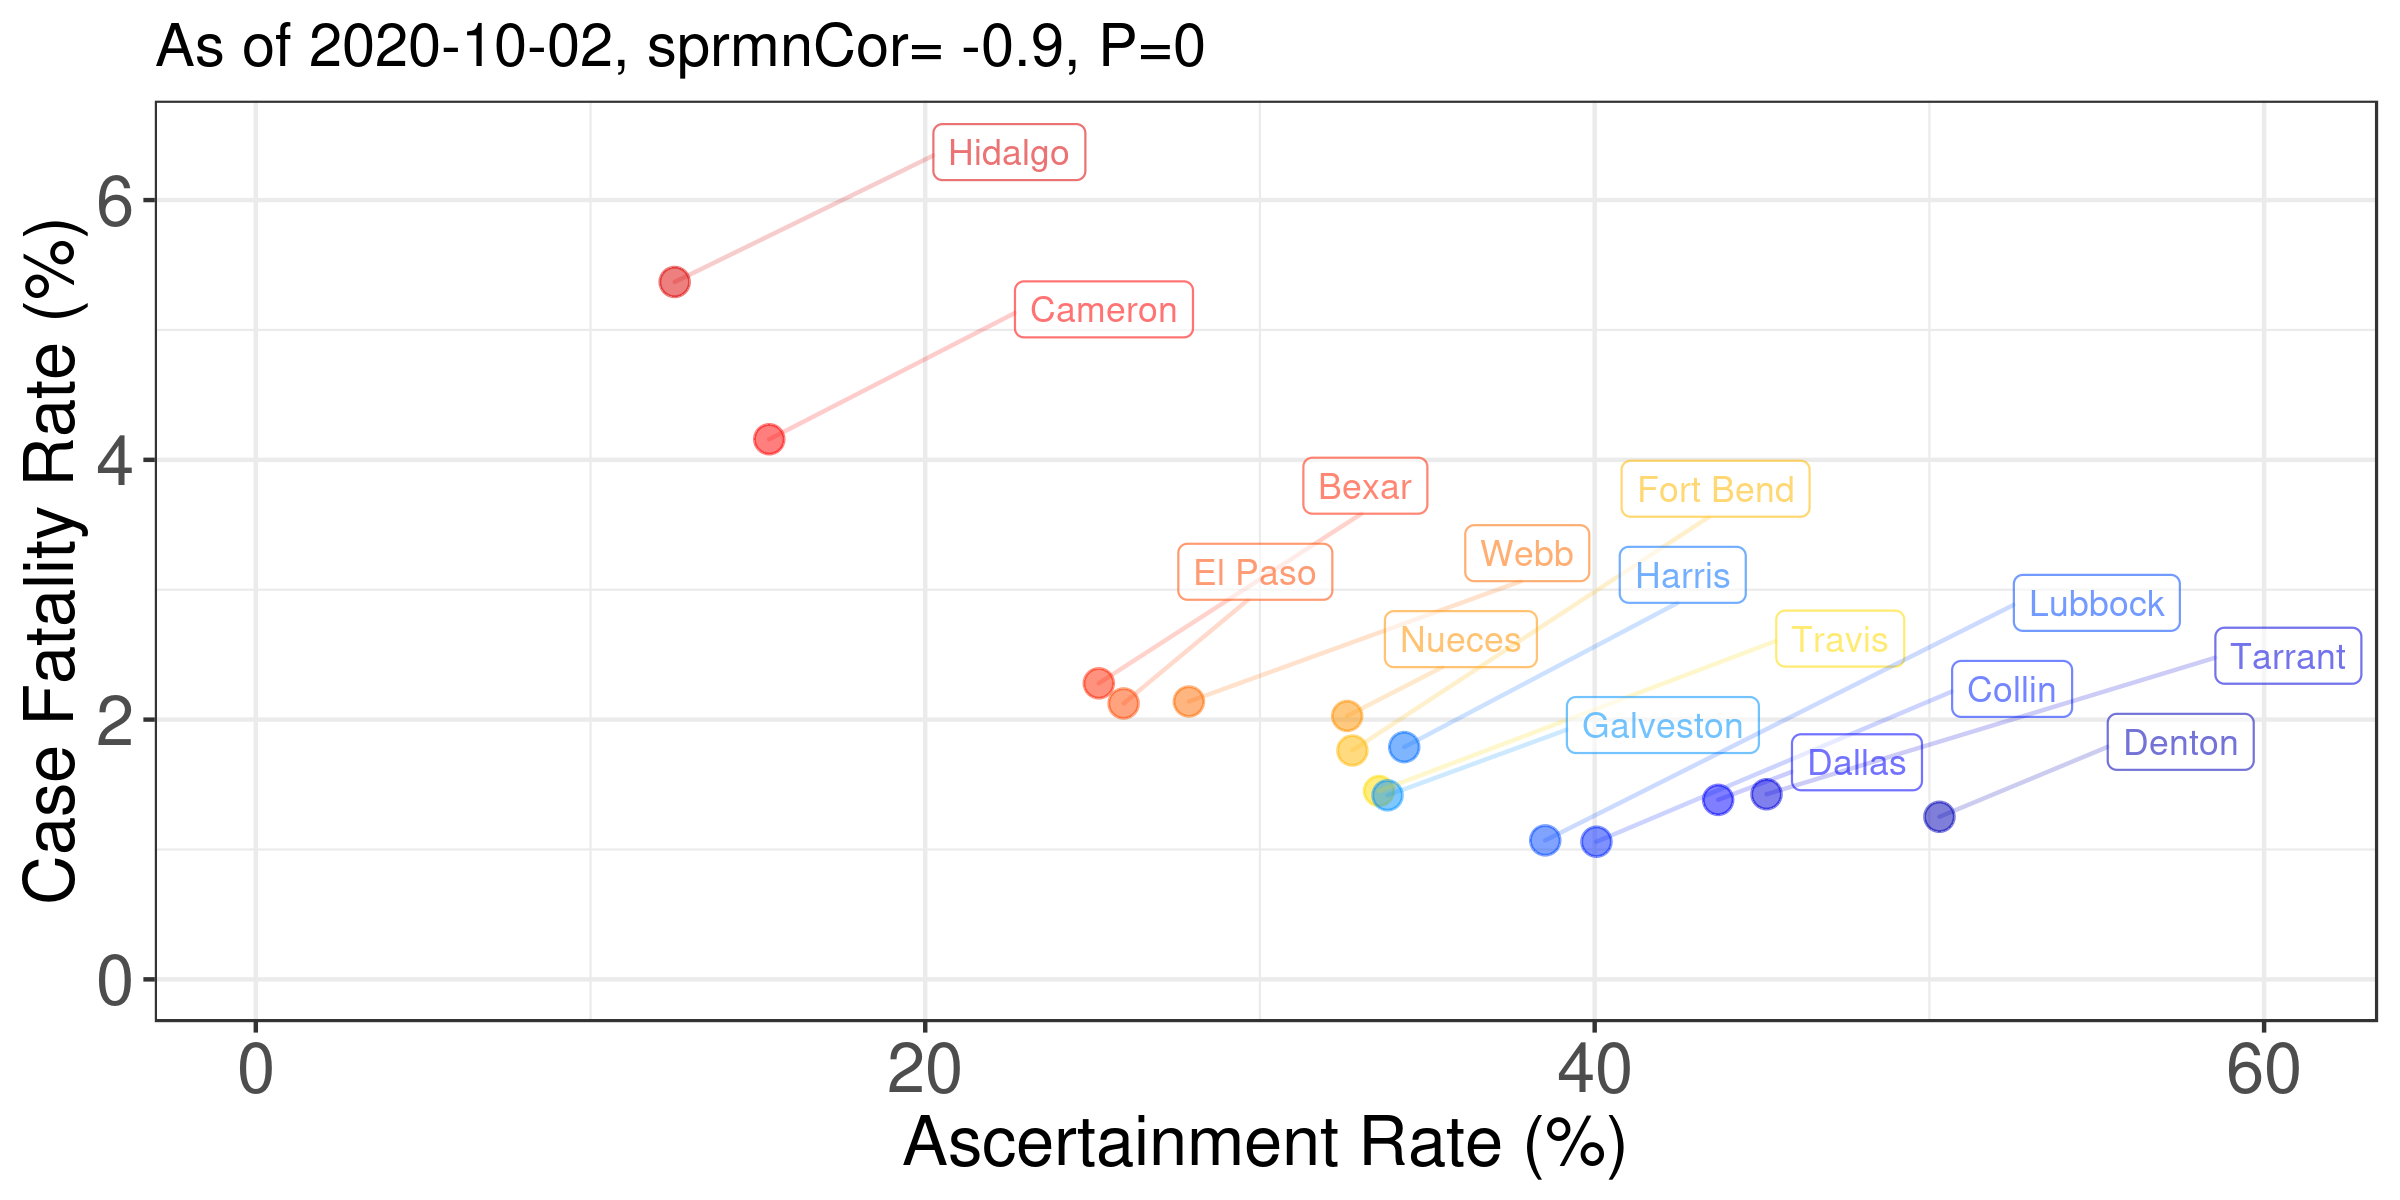 As of 2020-10-02, sprmnCor= -0.9, P=0
Case Fatality Rate (%)
6
4
2
0
Hidalgo
Cameron
Bexar
Fort Bend
Webb
El Paso
Harris
Lubbock
Nueces
Travis
Tarrant
Collin
Galveston
Denton
Dallas
0
20
40
60
Ascertainment Rate (%)